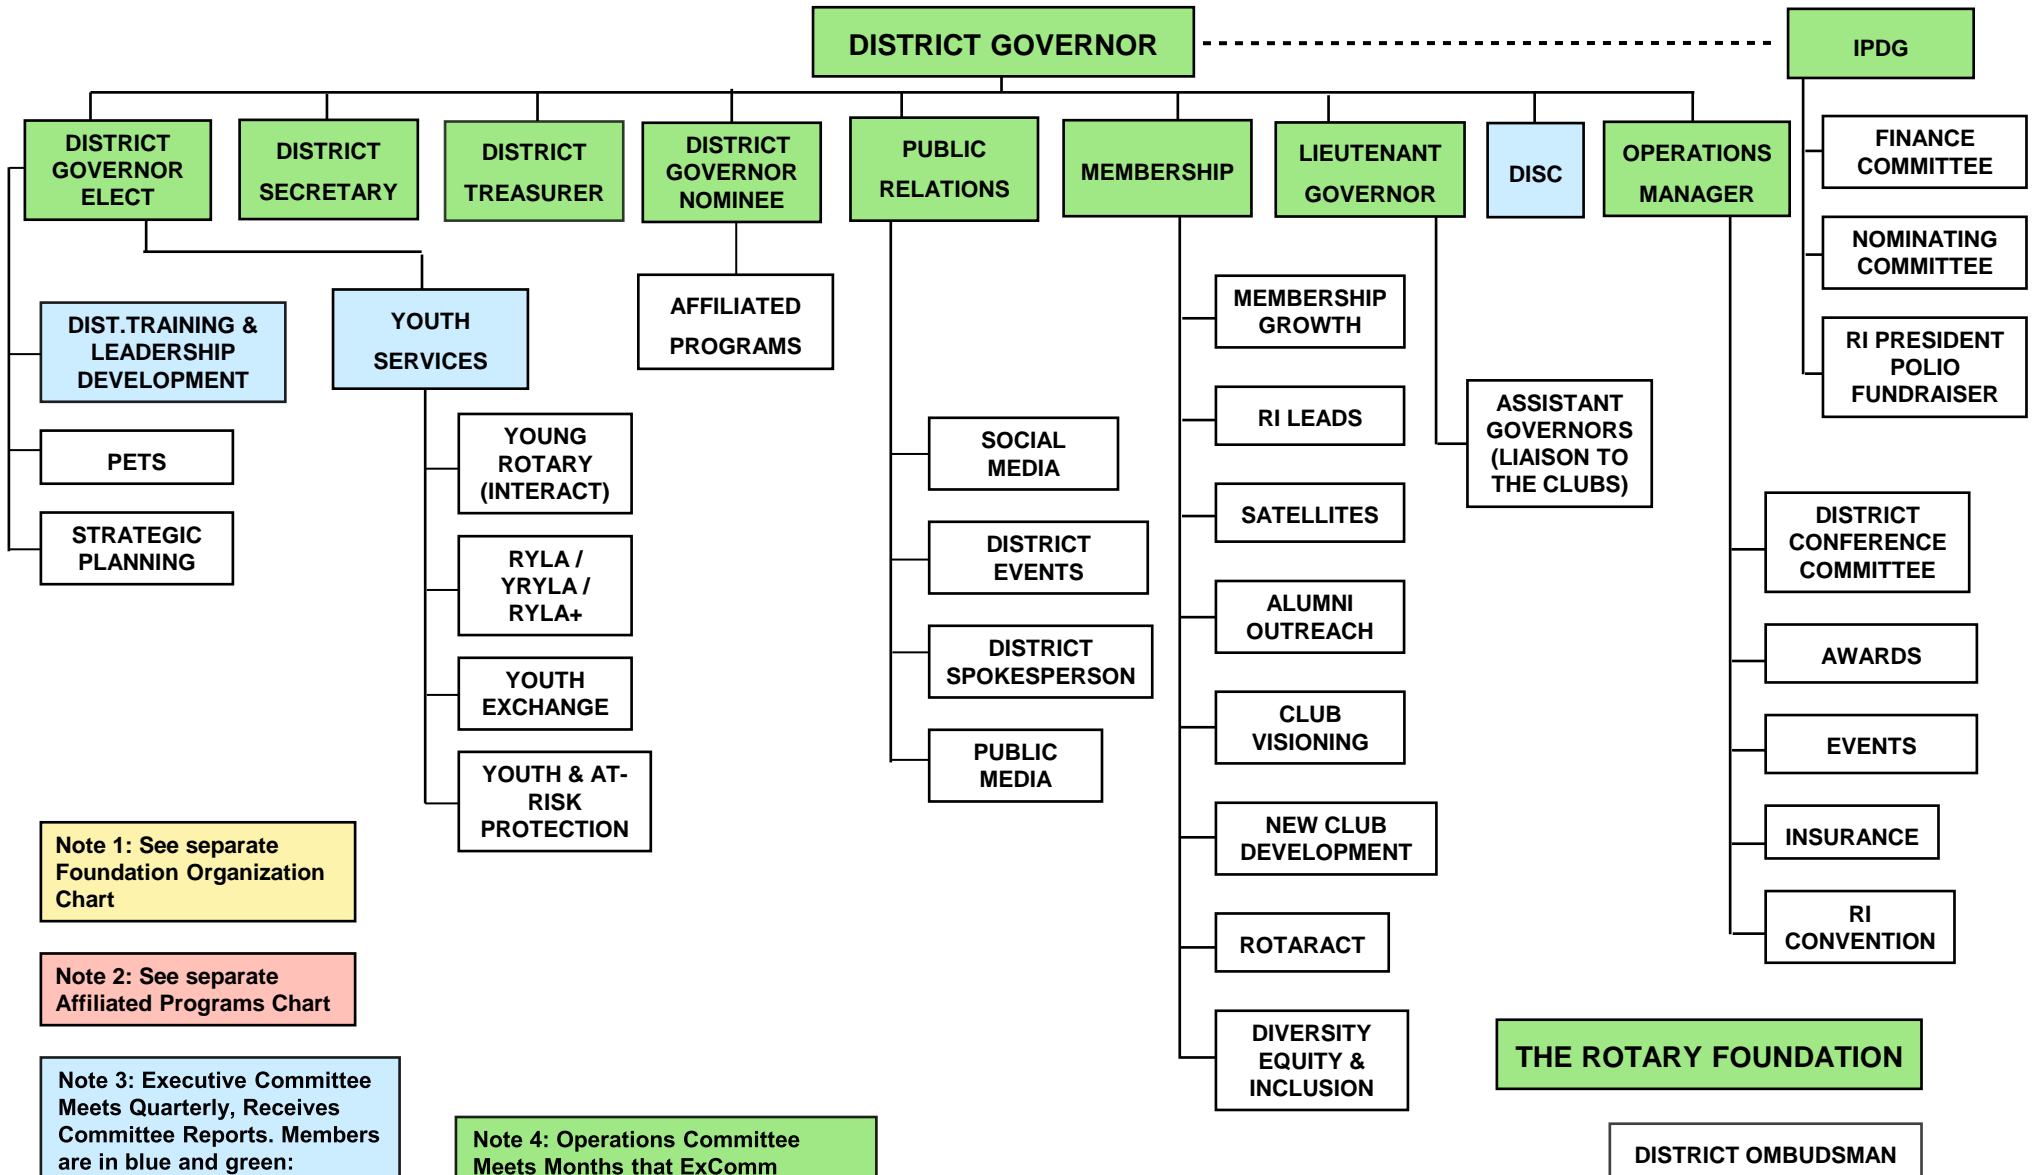 DISTRICT GOVERNOR
IPDG
DISTRICT
GOVERNOR
ELECT
DISTRICT
SECRETARY
DISTRICT
TREASURER
DISTRICT
GOVERNOR
NOMINEE
PUBLIC
RELATIONS
MEMBERSHIP
LIEUTENANT
GOVERNOR
DISC
OPERATIONS
MANAGER
FINANCE
COMMITTEE
NOMINATING
COMMITTEE
RI PRESIDENT
POLIO
FUNDRAISER
DIST.TRAINING &
LEADERSHIP
DEVELOPMENT
PETS
STRATEGIC
PLANNING
YOUTH
SERVICES
YOUNG
ROTARY
(INTERACT)
RYLA /
YRYLA /
RYLA+
YOUTH
EXCHANGE
YOUTH & AT-
RISK
PROTECTION
AFFILIATED
PROGRAMS
SOCIAL
MEDIA
DISTRICT
EVENTS
DISTRICT
SPOKESPERSON
PUBLIC
MEDIA
MEMBERSHIP
GROWTH
RI LEADS
SATELLITES
ALUMNI
OUTREACH
CLUB
VISIONING
NEW CLUB
DEVELOPMENT
ROTARACT
DIVERSITY
EQUITY &
INCLUSION
ASSISTANT
GOVERNORS
(LIAISON TO
THE CLUBS)
DISTRICT
CONFERENCE
COMMITTEE
AWARDS
EVENTS
INSURANCE
RI
CONVENTION
Note 1: See separate
Foundation Organization
Chart
Note 2: See separate
Affiliated Programs Chart
Note 3: Executive Committee
Meets Quarterly, Receives
Committee Reports. Members
are in blue and green:
Note 4: Operations Committee
Meets Months that ExComm
THE ROTARY FOUNDATION
DISTRICT OMBUDSMAN